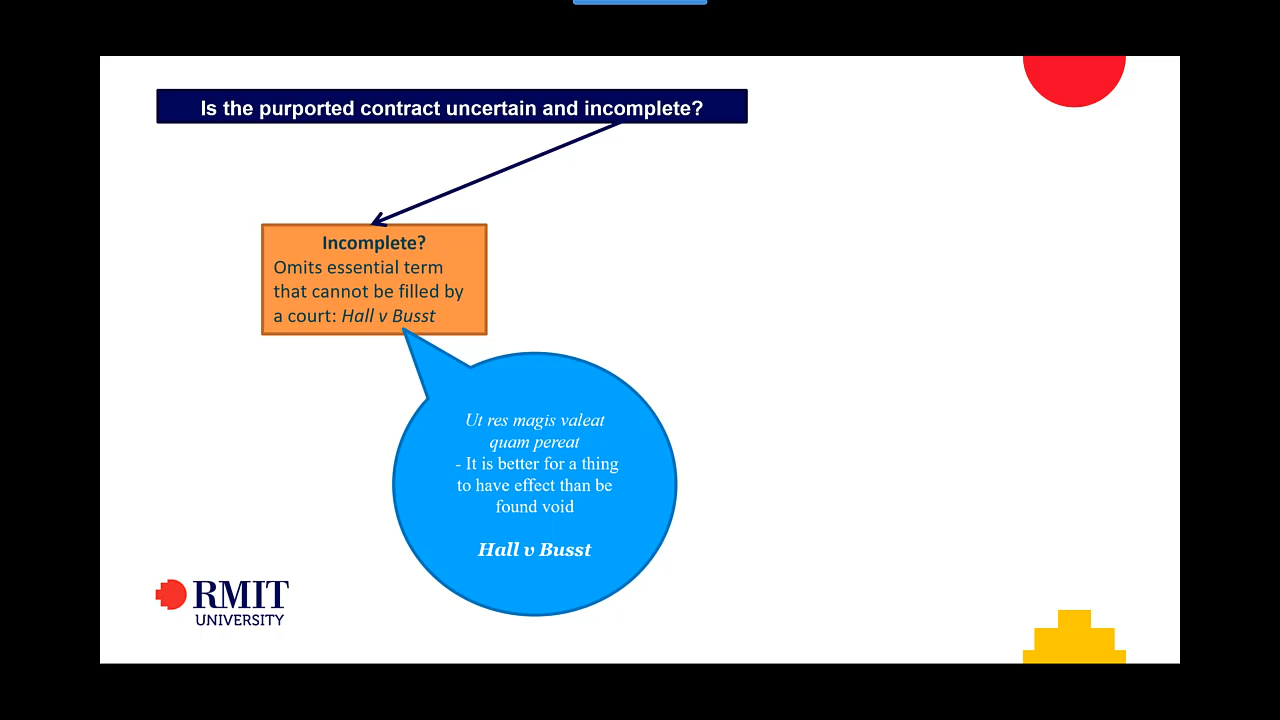 Is the purported contract uncertain and incomplete?
Incomplete?
Omits essential term
that cannot be filled by
a court: Hall v Busst
Ut res magis valeat
quam pereat
- It is better for a thing
to have effect than be
found void
Hall v Busst
RMIT
UNIVERSITY